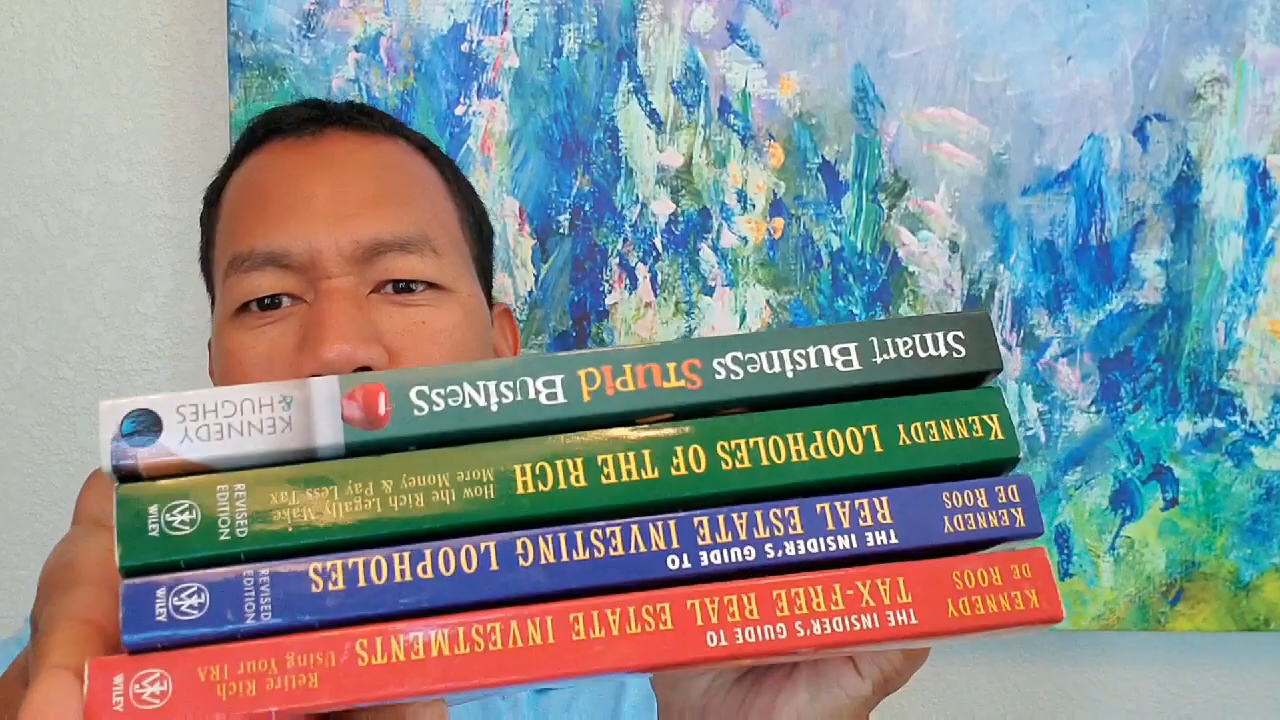 Smart Business Stupid Business
KENNEDY
& HUGHES
KENNEDY LOOPHOLES OF THE RICH
How the Rich Legally Make
More Money & Pay Less Tax
REVISED
EDITION
WILEY
KENNEDY
DE ROOS
THE INSIDER'S GUIDE TO
REAL ESTATE INVESTING LOOPHOLES
REVISED
EDITION
WILEY
KENNEDY
DE ROOS
THE INSIDER'S GUIDE TO
TAX-FREE REAL ESTATE INVESTMENTS
Retire Rich
Using Your IRA
WILEY